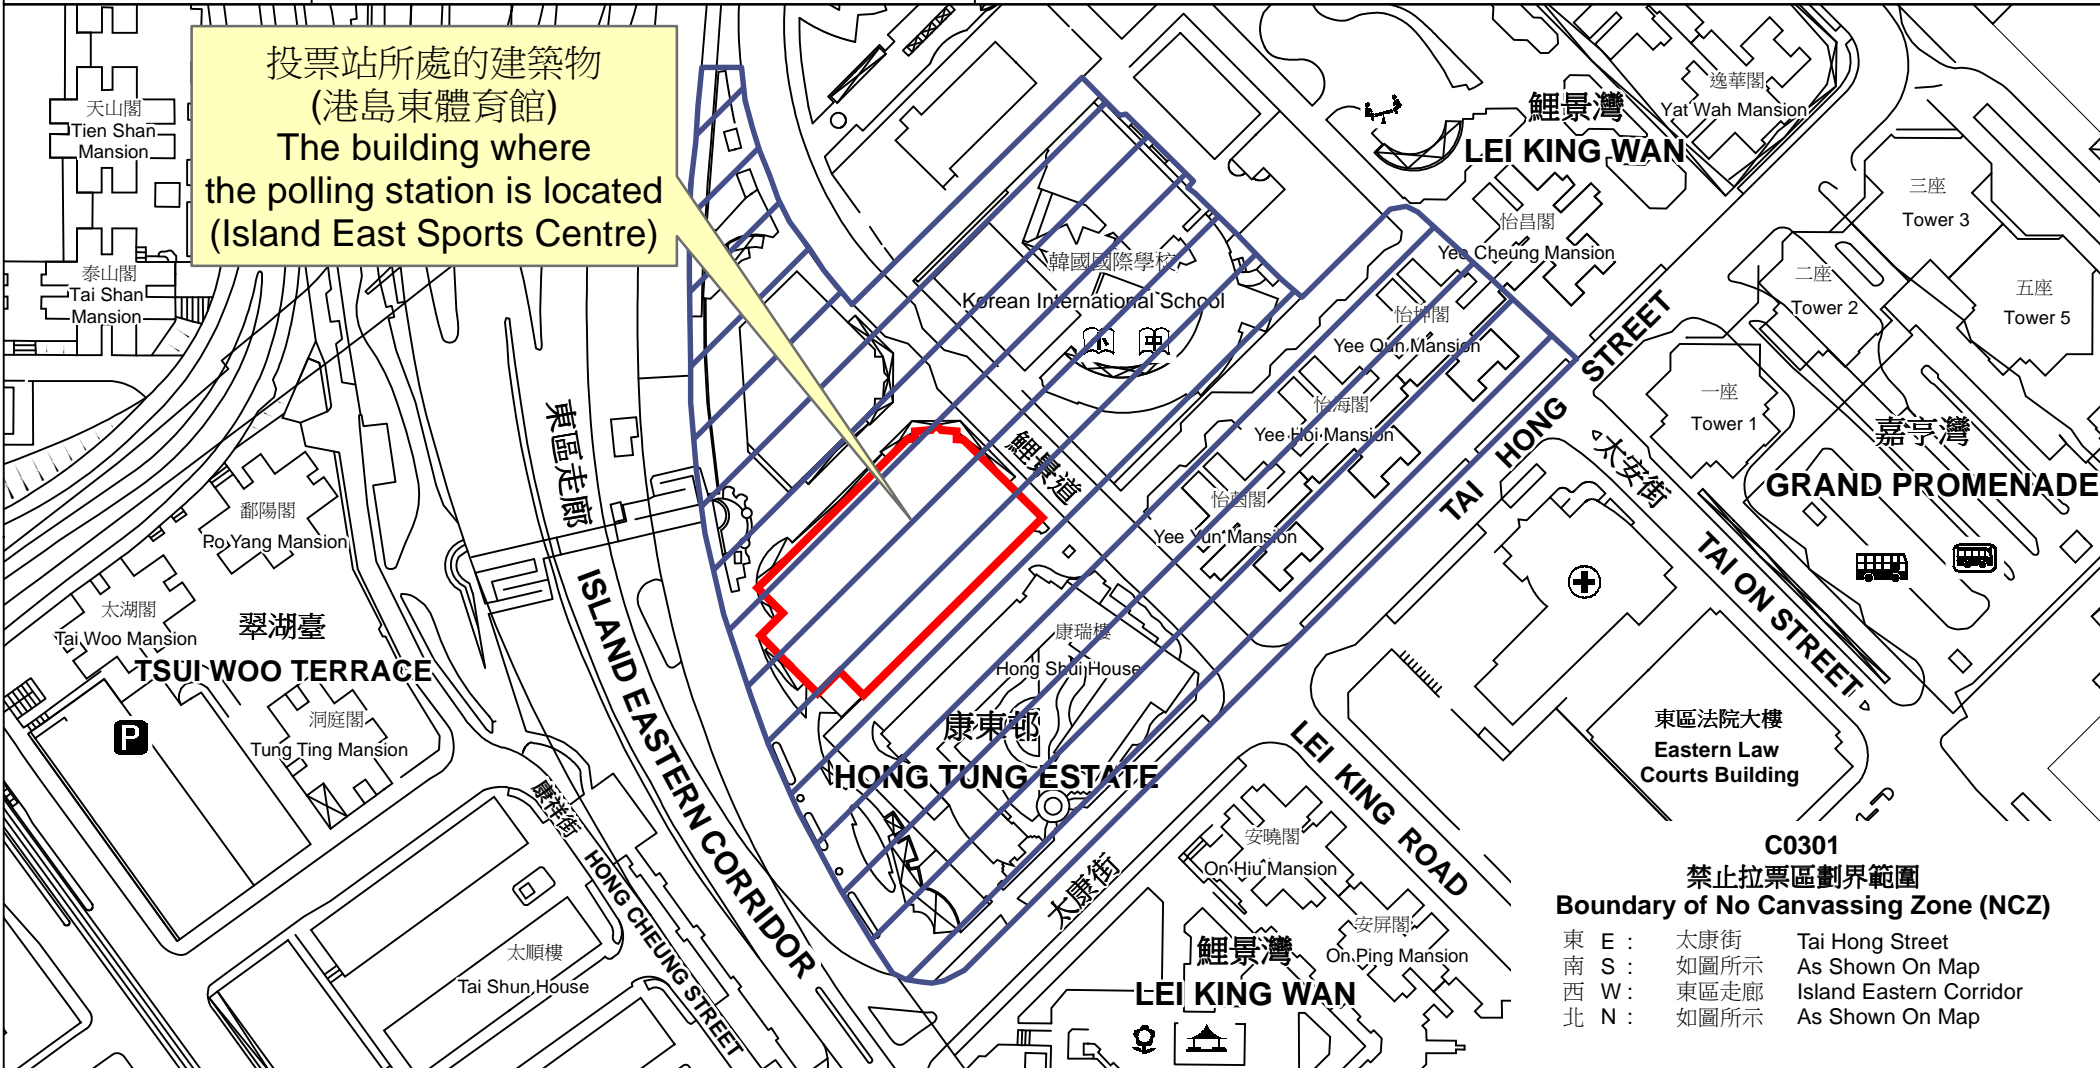 投票站所處的建築物
(港島東體育館)
The building where
the polling station is located
(Island East Sports Centre)
天山閣
Tien Shan
Mansion
泰山閣
Tai Shan
Mansion
鄱陽閣
Po Yang Mansion
太湖閣
Tai Woo Mansion
翠湖臺
TSUI WOO TERRACE
洞庭閣
Tung Ting Mansion
P
太順樓
Tai Shun House
康祥街
HONG CHEUNG STREET
東區走廊
ISLAND EASTERN CORRIDOR
韓國國際學校
Korean International School
小 中
鯉景道
LEI KING ROAD
康瑞樓
Hong Shui House
康東邨
HONG TUNG ESTATE
太康街
TAI HONG STREET
鯉景灣
LEI KING WAN
逸華閣
Yat Wah Mansion
怡昌閣
Yee Cheung Mansion
怡坤閣
Yee Qun Mansion
怡海閣
Yee Hoi Mansion
怡茵閣
Yee Yun Mansion
三座
Tower 3
二座
Tower 2
五座
Tower 5
一座
Tower 1
嘉亨灣
GRAND PROMENADE
太安街
TAI ON STREET
東區法院大樓
Eastern Law
Courts Building
安曉閣
On Hiu Mansion
安屏閣
On Ping Mansion
鯉景灣
LEI KING WAN
C0301
禁止拉票區劃界範圍
Boundary of No Canvassing Zone (NCZ)
東 E : 太康街 Tai Hong Street
南 S : 如圖所示 As Shown On Map
西 W : 東區走廊 Island Eastern Corridor
北 N : 如圖所示 As Shown On Map